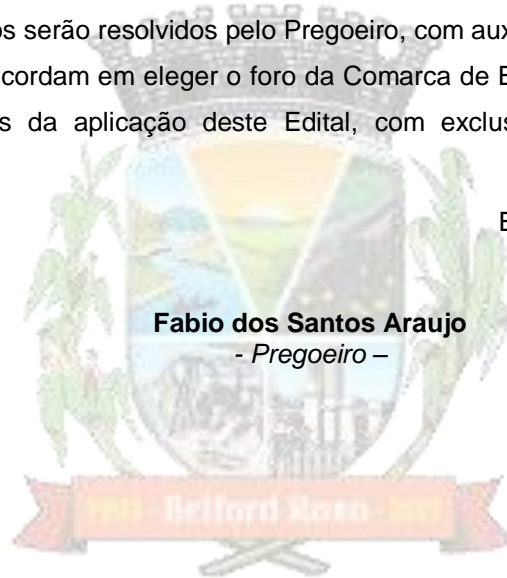 os serão resolvidos pelo Pregoeiro, com aux
cordam em eleger o foro da Comarca de B
s da aplicação deste Edital, com exclus
Fabio dos Santos Araujo
- Pregoeiro –
Belford Roxo